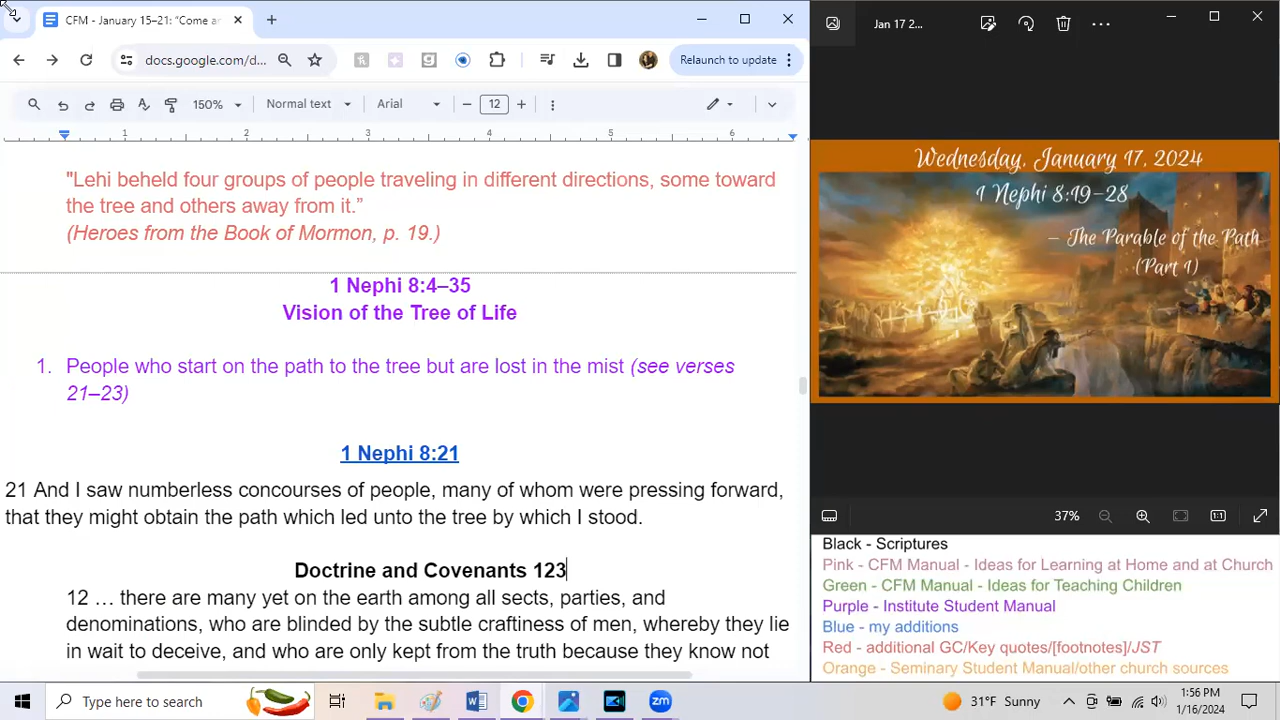 CFM - January 15–21: “Come ar
docs.google.com/d...
Relaunch to update
150%
Normal text
Arial
12
1
2
3
4
5
6
"Lehi beheld four groups of people traveling in different directions, some toward
the tree and others away from it.”
(Heroes from the Book of Mormon, p. 19.)
1 Nephi 8:4–35
Vision of the Tree of Life
1. People who start on the path to the tree but are lost in the mist (see verses
21–23)
1 Nephi 8:21
21 And I saw numberless concourses of people, many of whom were pressing forward,
that they might obtain the path which led unto the tree by which I stood.
Doctrine and Covenants 123
12 … there are many yet on the earth among all sects, parties, and
denominations, who are blinded by the subtle craftiness of men, whereby they lie
in wait to deceive, and who are only kept from the truth because they know not
Jan 17 2...
Wednesday, January 17, 2024
1 Nephi 8:19–28
– The Parable of the Path
(Part 1)
37%
1:1
Black - Scriptures
Pink - CFM Manual - Ideas for Learning at Home and at Church
Green - CFM Manual - Ideas for Teaching Children
Purple - Institute Student Manual
Blue - my additions
Red - additional GC/Key quotes/[footnotes]/JST
Orange - Seminary Student Manual/other church sources
Type here to search
zm
31°F Sunny
1:56 PM
1/16/2024